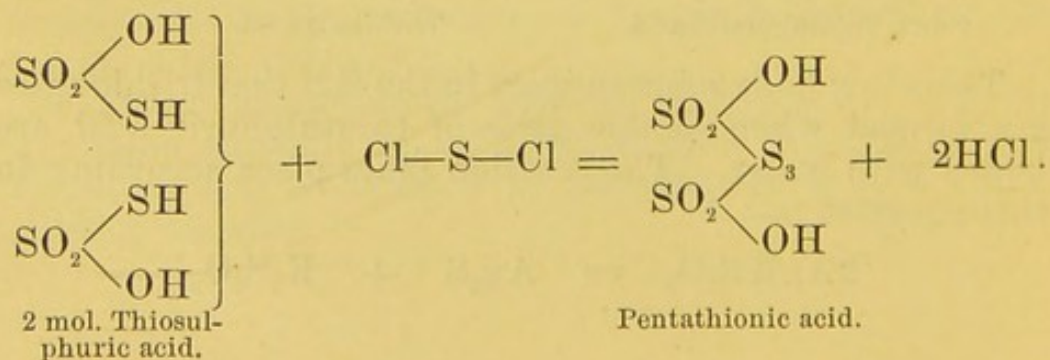 OH
SO₂
SH
SH
SO₂
OH
+ Cl—S—Cl =
OH
SO₂
S₃
SO₂
OH
+ 2HCl.
2 mol. Thiosul-
phuric acid.
Pentathionic acid.